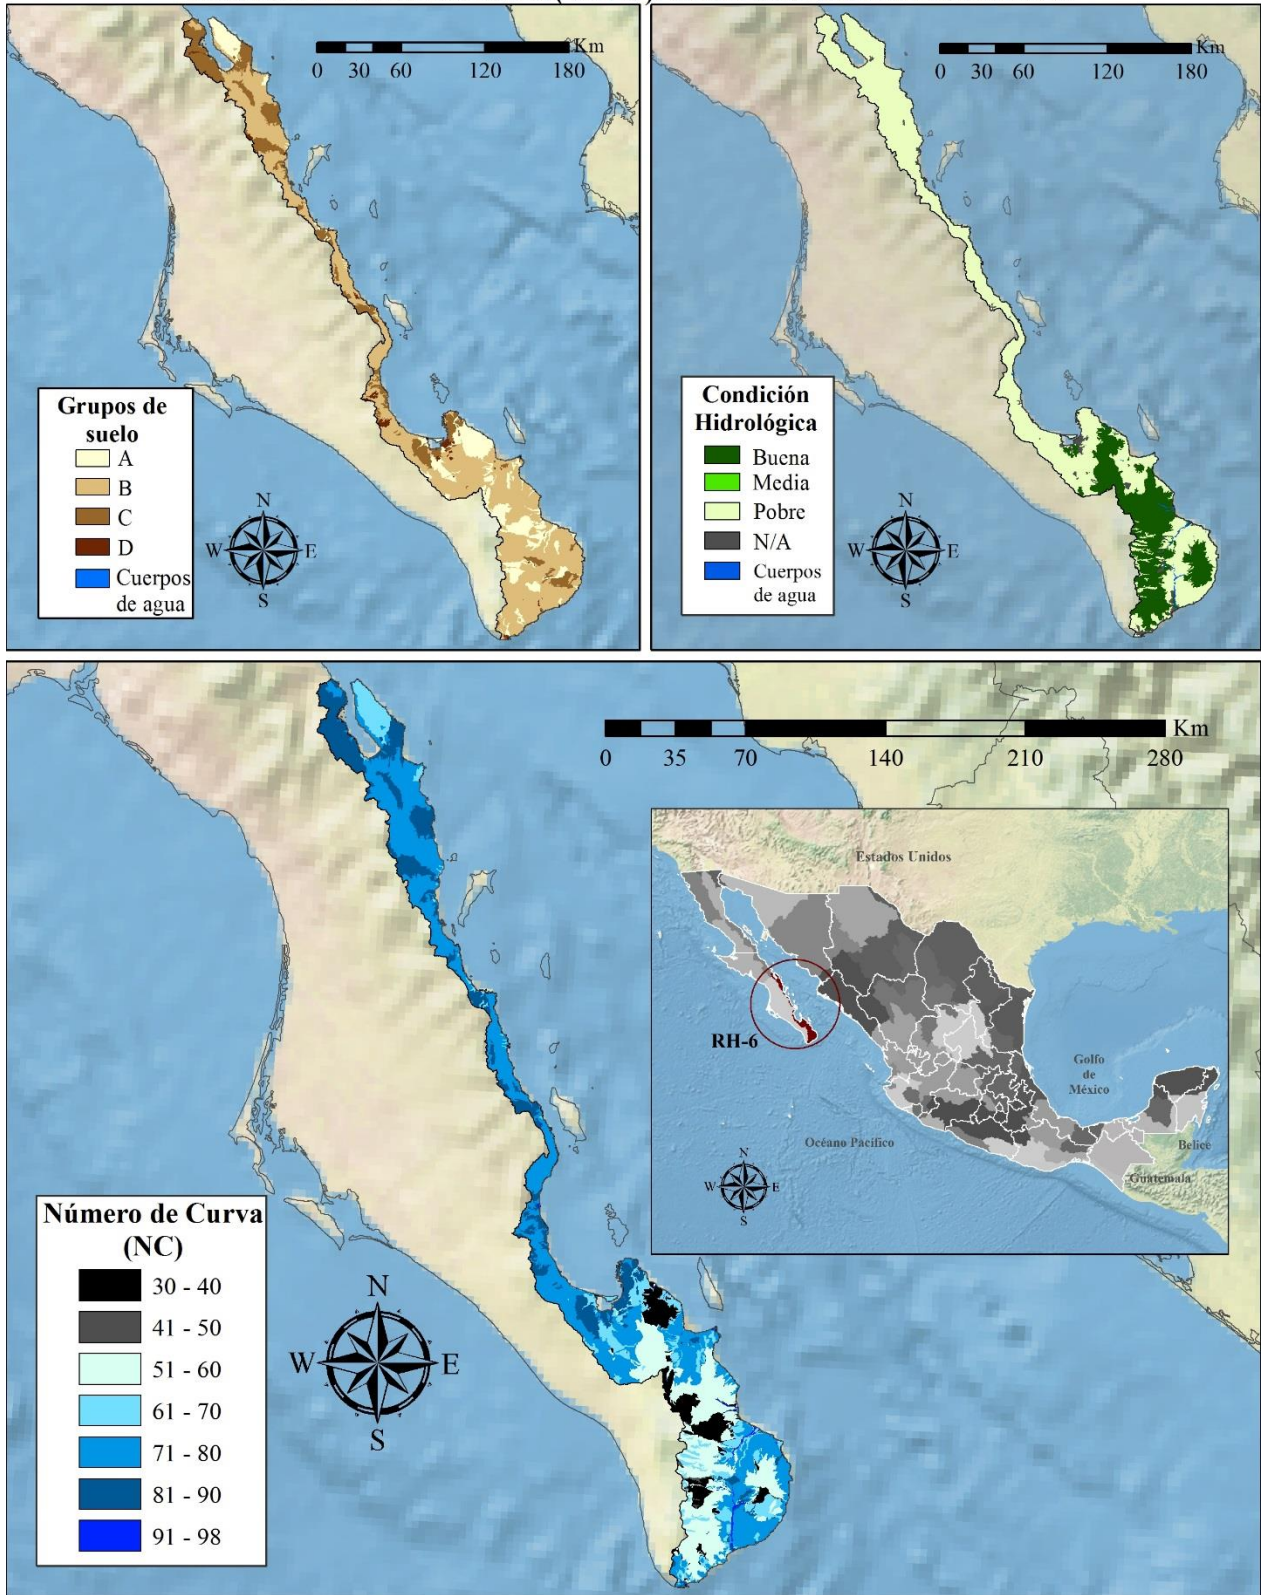 Km
0 30 60 120 180
Grupos de
suelo
A
B
C
D
Cuerpos
de agua
N
W E
S
Km
0 30 60 120 180
Condición
Hidrológica
Buena
Media
Pobre
N/A
Cuerpos
de agua
N
W E
S
Km
0 35 70 140 210 280
Estados Unidos
RH-6
Golfo
de
México
Océano Pacífico
Belice
Guatemala
N
W E
S
Número de Curva
(NC)
30 - 40
41 - 50
51 - 60
61 - 70
71 - 80
81 - 90
91 - 98
N
W E
S